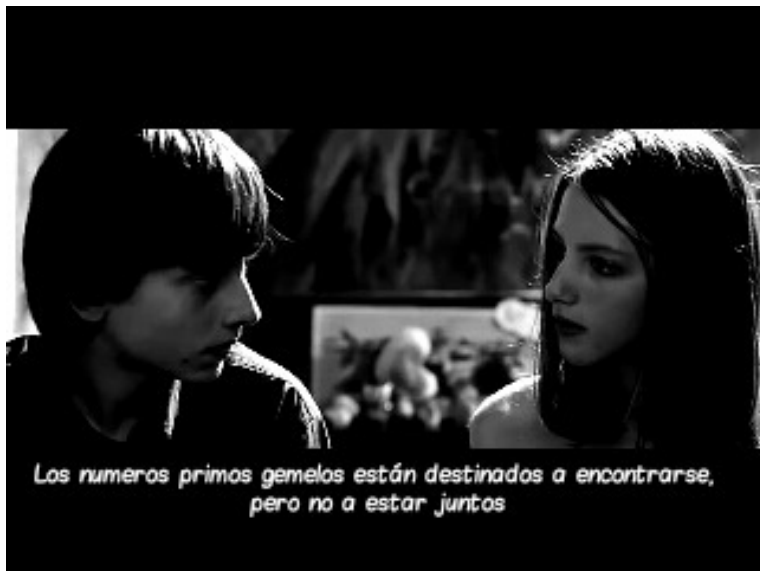 Los numeros primos gemelos están destinados a encontrarse,
pero no a estar juntos